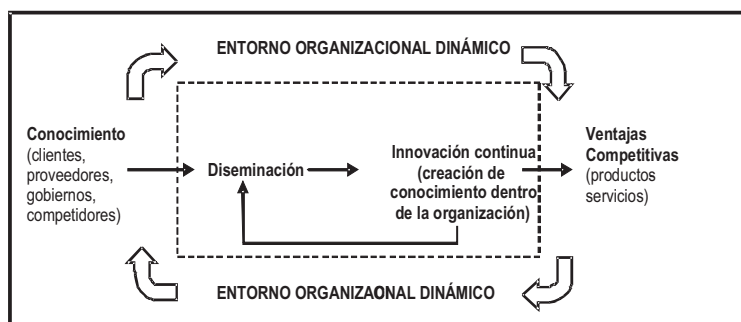 ENTORNO ORGANIZACIONAL DINÁMICO
Conocimiento
(clientes,
proveedores,
gobiernos,
competidores)
Diseminación
Innovación continua
(creación de
conocimiento dentro
de la organización)
Ventajas
Competitivas
(productos
servicios)
ENTORNO ORGANIZAONAL DINÁMICO